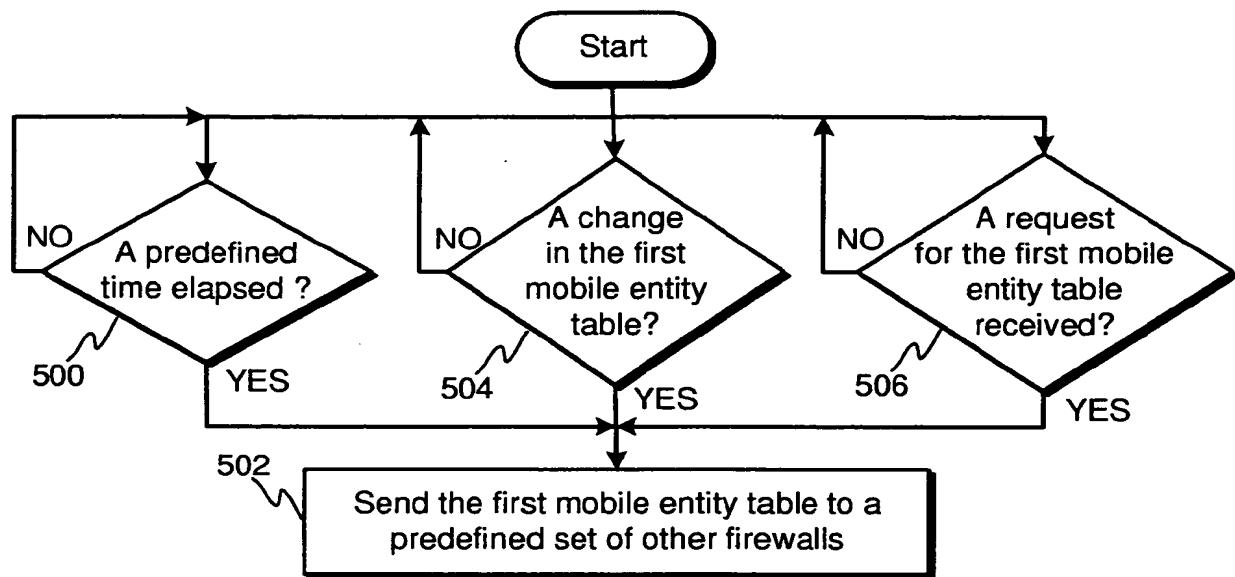 Start
NO
A predefined
time elapsed ?
500
YES
NO
A change
in the first
mobile entity
table?
504
YES
NO
A request
for the first mobile
entity table
received?
506
YES
502
Send the first mobile entity table to a
predefined set of other firewalls